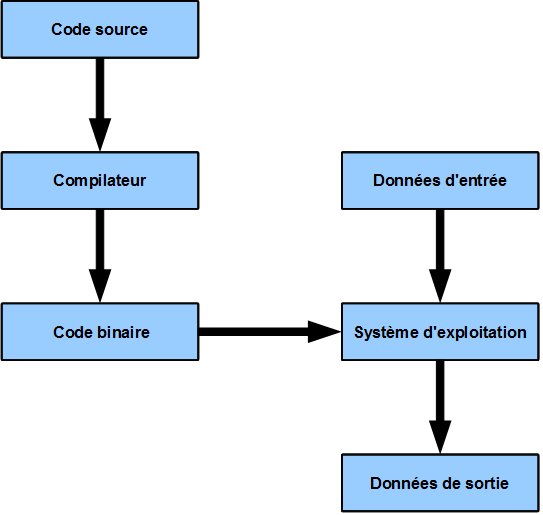 Code source
Compilateur
Données d'entrée
Code binaire
Système d'exploitation
Données de sortie